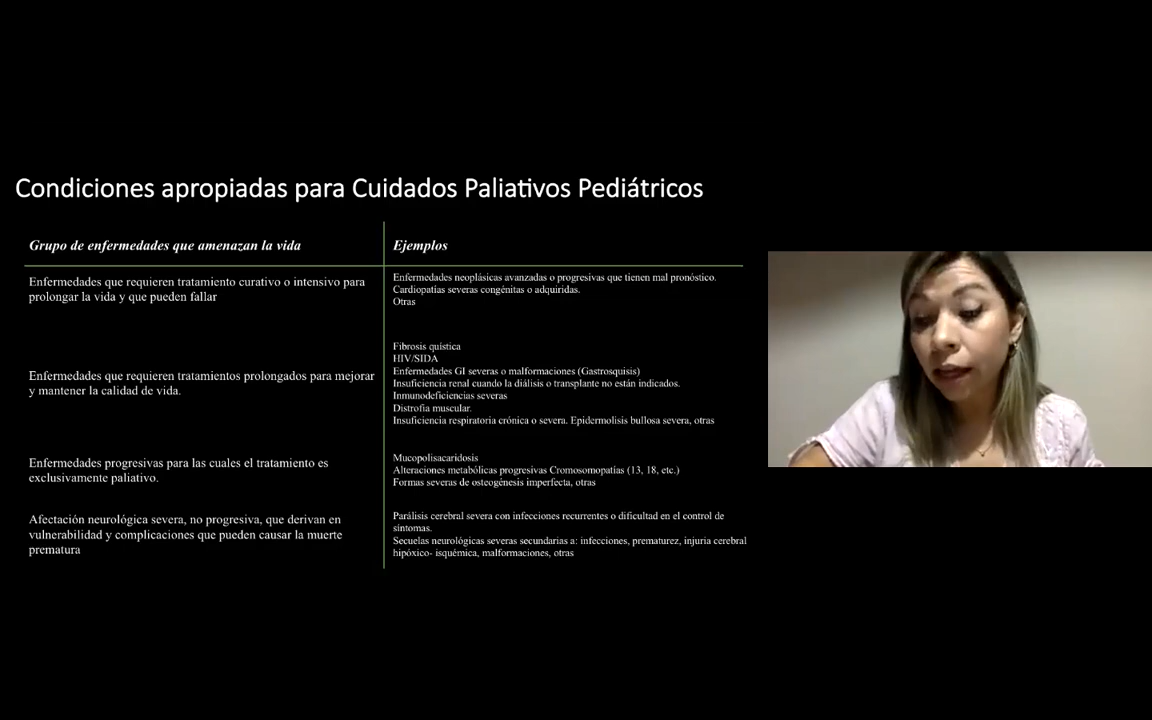 Condiciones apropiadas para Cuidados Paliativos Pediátricos
Grupo de enfermedades que amenazan la vida
Ejemplos
Enfermedades que requieren tratamiento curativo o intensivo para
prolongar la vida y que pueden fallar
Enfermedades neoplásicas avanzadas o progresivas que tienen mal pronóstico.
Cardiopatías severas congénitas o adquiridas.
Otras
Enfermedades que requieren tratamientos prolongados para mejorar
y mantener la calidad de vida.
Fibrosis quística
HIV/SIDA
Enfermedades GI severas o malformaciones (Gastrosquisis)
Insuficiencia renal cuando la diálisis o transplante no están indicados.
Inmunodeficiencias severas
Distrofia muscular.
Insuficiencia respiratoria crónica o severa. Epidermolisis bullosa severa, otras
Enfermedades progresivas para las cuales el tratamiento es
exclusivamente paliativo.
Mucopolisacaridosis
Alteraciones metabólicas progresivas Cromosomopatías (13, 18, etc.)
Formas severas de osteogénesis imperfecta, otras
Afectación neurológica severa, no progresiva, que derivan en
vulnerabilidad y complicaciones que pueden causar la muerte
prematura
Parálisis cerebral severa con infecciones recurrentes o dificultad en el control de
síntomas.
Secuelas neurológicas severas secundarias a: infecciones, prematurez, injuria cerebral
hipóxico- isquémica, malformaciones, otras